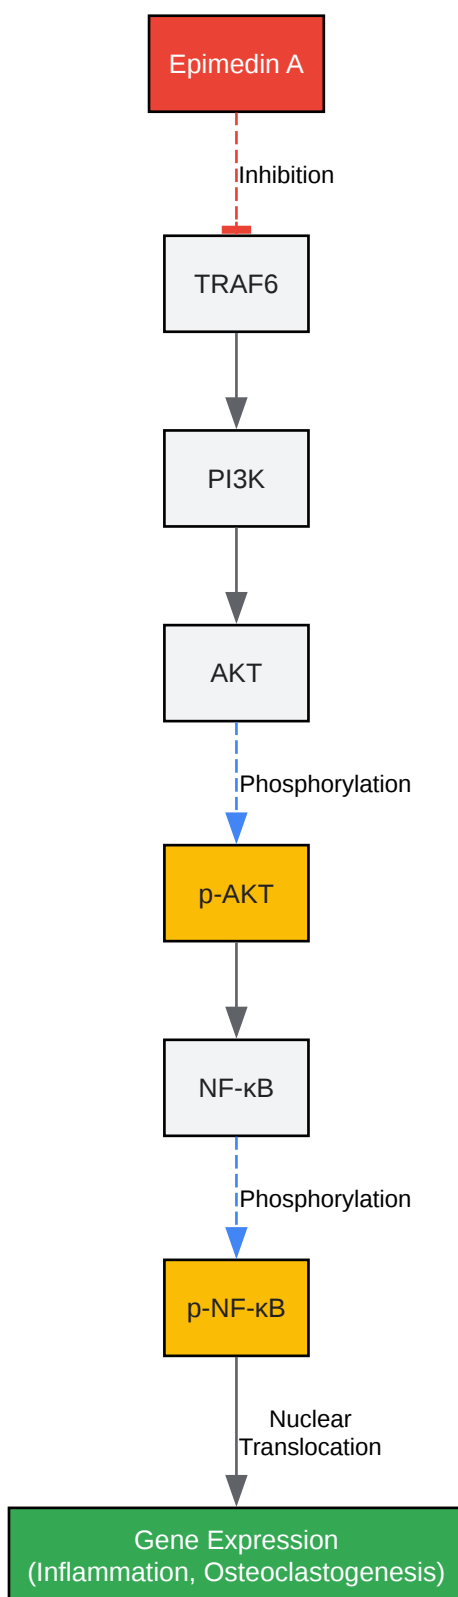 Epimedin A
Inhibition
TRAF6
PI3K
AKT
Phosphorylation
p-AKT
NF-κB
Phosphorylation
p-NF-κB
Nuclear
Translocation
Gene Expression
(Inflammation, Osteoclastogenesis)